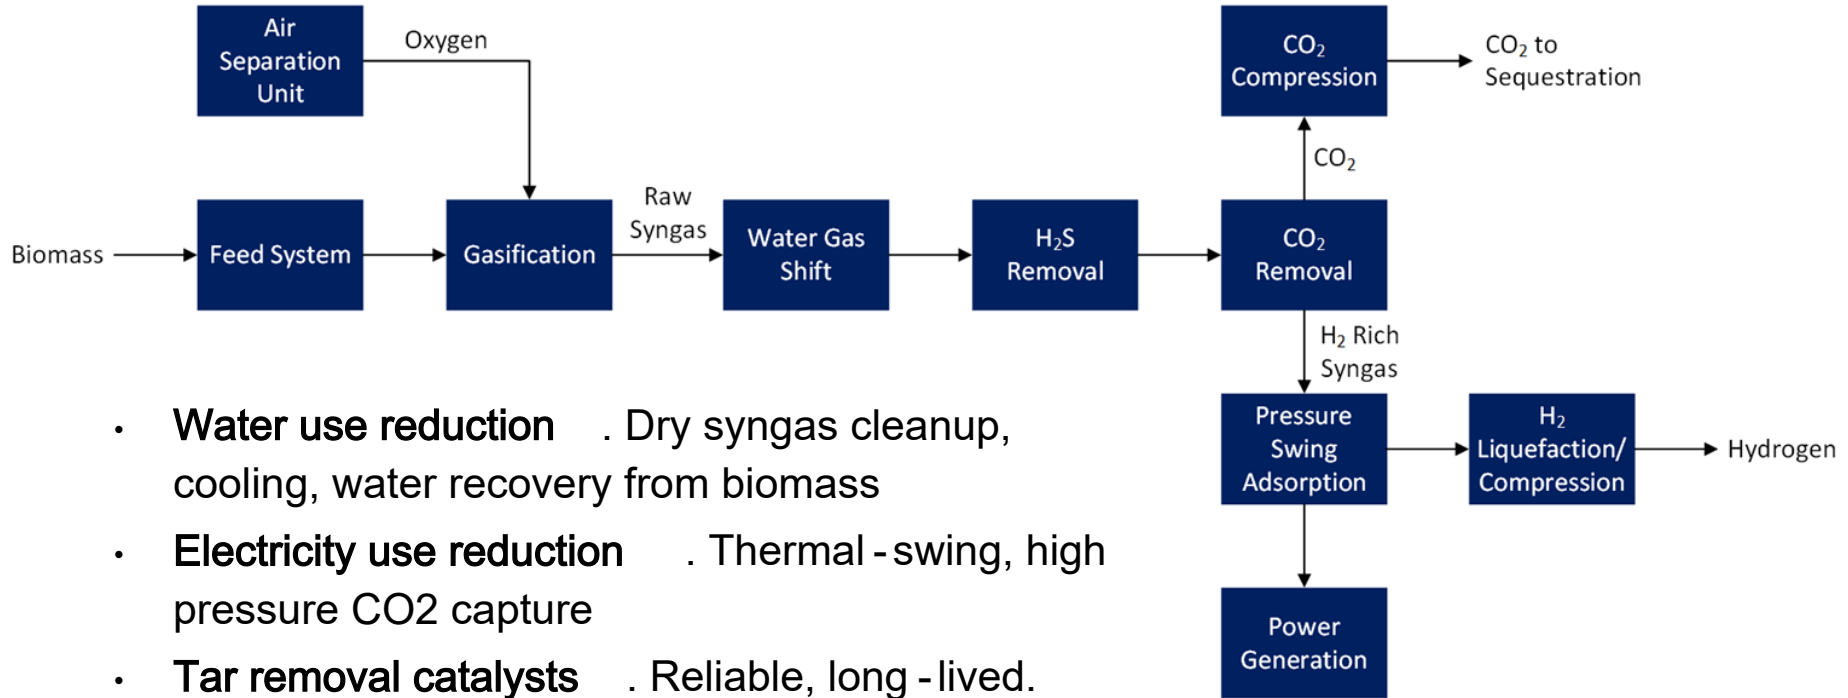 Air
Separation
Unit
Oxygen
CO₂
Compression
CO₂ to
Sequestration
CO₂
Biomass
Feed System
Gasification
Raw
Syngas
Water Gas
Shift
H₂S
Removal
CO₂
Removal
H₂ Rich
Syngas
Pressure
Swing
Adsorption
H₂
Liquefaction/
Compression
Hydrogen
Power
Generation
• Water use reduction . Dry syngas cleanup,
cooling, water recovery from biomass
• Electricity use reduction . Thermal-swing, high
pressure CO2 capture
• Tar removal catalysts . Reliable, long-lived.